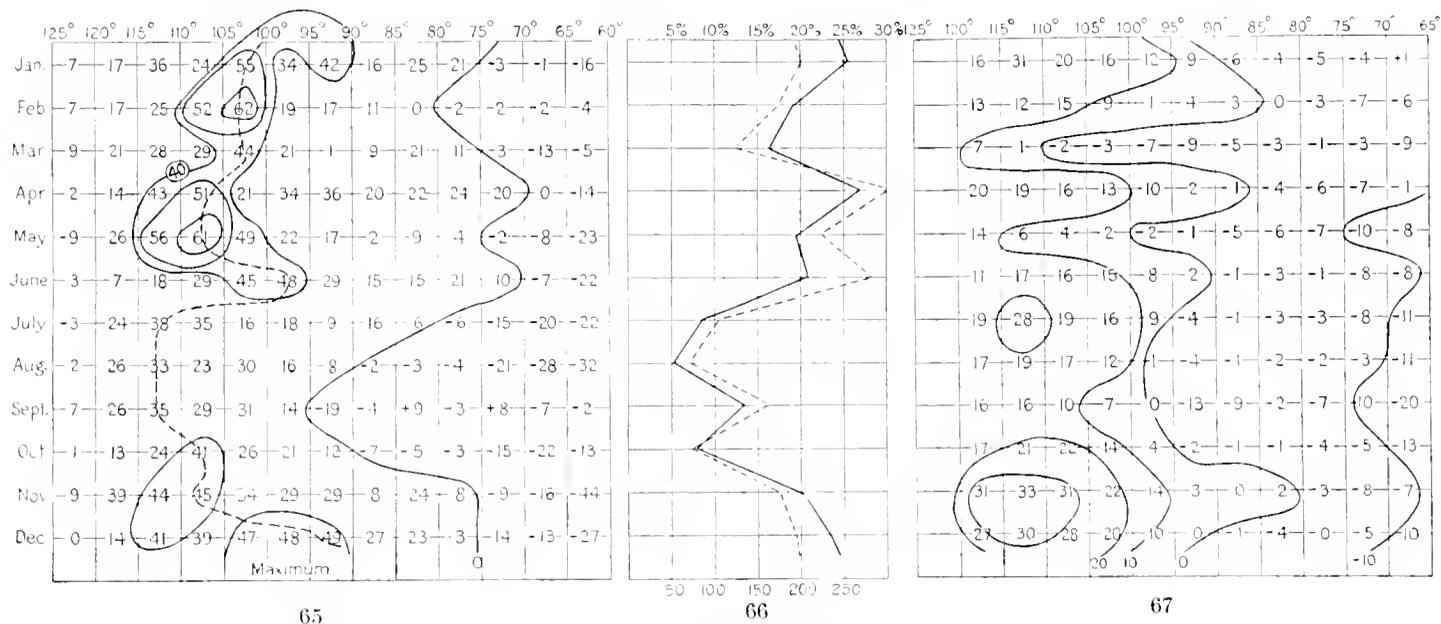 125° 120° 115° 110° 105° 100° 95° 90° 85° 80° 75° 70° 65° 60° 5% 10% 15% 20% 25% 30% 125° 120° 115° 110° 105° 100° 95° 90° 85° 80° 75° 70° 65°
Jan. -7 17 36 24 55 34 42 16 25 21 -3 -1 -16 16 31 20 16 12 9 -6 -4 -5 -4 +1
Feb -7 17 25 52 62 19 17 11 0 -2 -2 -2 -4 13 12 15 9 1 4 3 0 -3 -7 -6
Mar -9 21 28 29 44 21 1 9 21 11 -3 -13 -5 7 1 -2 -3 -7 -9 -5 -3 -1 -3 -9
40
Apr 2 14 43 51 21 34 36 20 22 24 20 0 -14 20 19 16 13 10 2 1 -4 -6 -7 -1
May -9 26 56 49 22 17 2 9 4 -2 -8 -23 14 6 4 2 -2 -1 -5 -6 -7 -10 -8
June 3 7 18 29 45 48 29 15 15 21 10 -7 -22 11 17 16 15 8 2 -1 -3 -1 -8 -8
July -3 24 38 35 16 18 9 16 6 -6 -15 -20 -22 19 28 19 16 9 -4 -1 -3 -3 -8 -11
Aug. 2 26 33 23 30 16 8 -2 -3 -4 -21 -28 -32 17 19 17 12 1 -4 -1 -2 -2 -3 -11
Sept. 7 26 35 29 31 14 -19 -4 +9 -3 +8 -7 -2 16 16 10 7 0 -13 -9 -2 -7 -10 -20
Oct 1 13 24 41 26 21 12 -7 -5 -3 -15 -22 -13 17 21 22 14 4 -2 -1 -1 -4 -5 -13
Nov -9 39 44 45 34 29 29 8 24 8 -9 -16 -44 31 33 31 22 14 3 0 2 -3 -8 -7
Dec 0 14 41 39 47 48 49 27 23 3 -14 -13 -27 27 30 28 20 10 0 -1 -4 -0 -5 -10
Maximum 0 20 10 0 -10
50 100 150 200 250
65 66 67